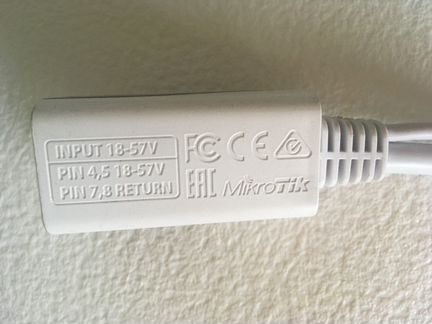 INPUT 18-57V
PIN 4,5 18-57V
PIN 7,8 RETURN
FC CE
EAC MikroTik